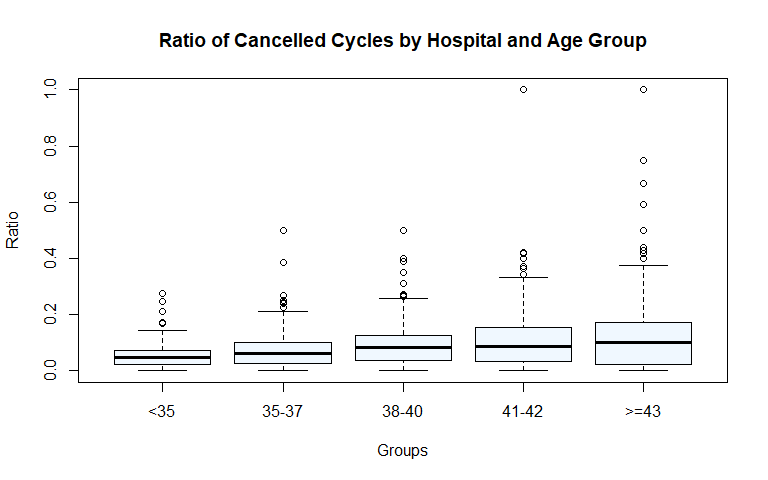 Ratio of Cancelled Cycles by Hospital and Age Group
Ratio
1.0
0.8
0.6
0.4
0.2
0.0
<35 35-37 38-40 41-42 >=43
Groups